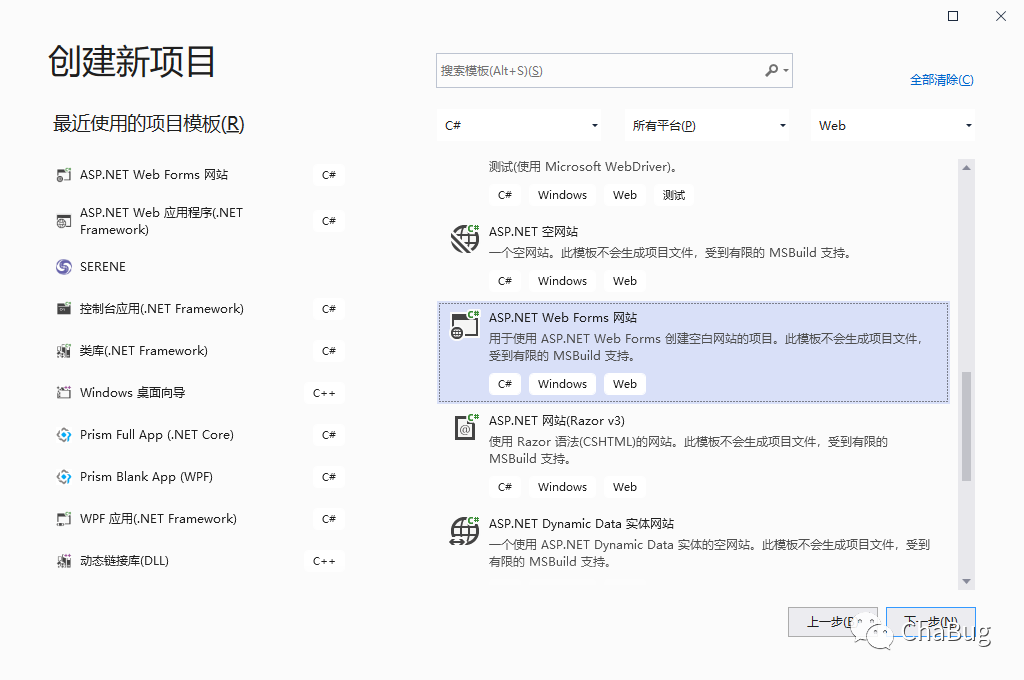 创建新项目
搜索模板(Alt+S)(S)
全部清除(C)
最近使用的项目模板(R)
C#
所有平台(P)
Web
ASP.NET Web Forms 网站
C#
ASP.NET Web 应用程序(.NET
Framework)
C#
SERENE
控制台应用(.NET Framework)
C#
类库(.NET Framework)
C#
Windows 桌面向导
C++
Prism Full App (.NET Core)
C#
Prism Blank App (WPF)
C#
WPF 应用(.NET Framework)
C#
动态链接库(DLL)
C++
测试(使用 Microsoft WebDriver)。
C# Windows Web 测试
ASP.NET 空网站
一个空网站。此模板不会生成项目文件，受到有限的 MSBuild 支持。
C# Windows Web
ASP.NET Web Forms 网站
用于使用 ASP.NET Web Forms 创建空白网站的项目。此模板不会生成项目文件，
受到有限的 MSBuild 支持。
C# Windows Web
ASP.NET 网站(Razor v3)
使用 Razor 语法(CSHTML)的网站。此模板不会生成项目文件，受到有限的
MSBuild 支持。
C# Windows Web
ASP.NET Dynamic Data 实体网站
一个使用 ASP.NET Dynamic Data 实体的空网站。此模板不会生成项目文件，受到
有限的 MSBuild 支持。
上一步(
下一步(N)
ChaBug